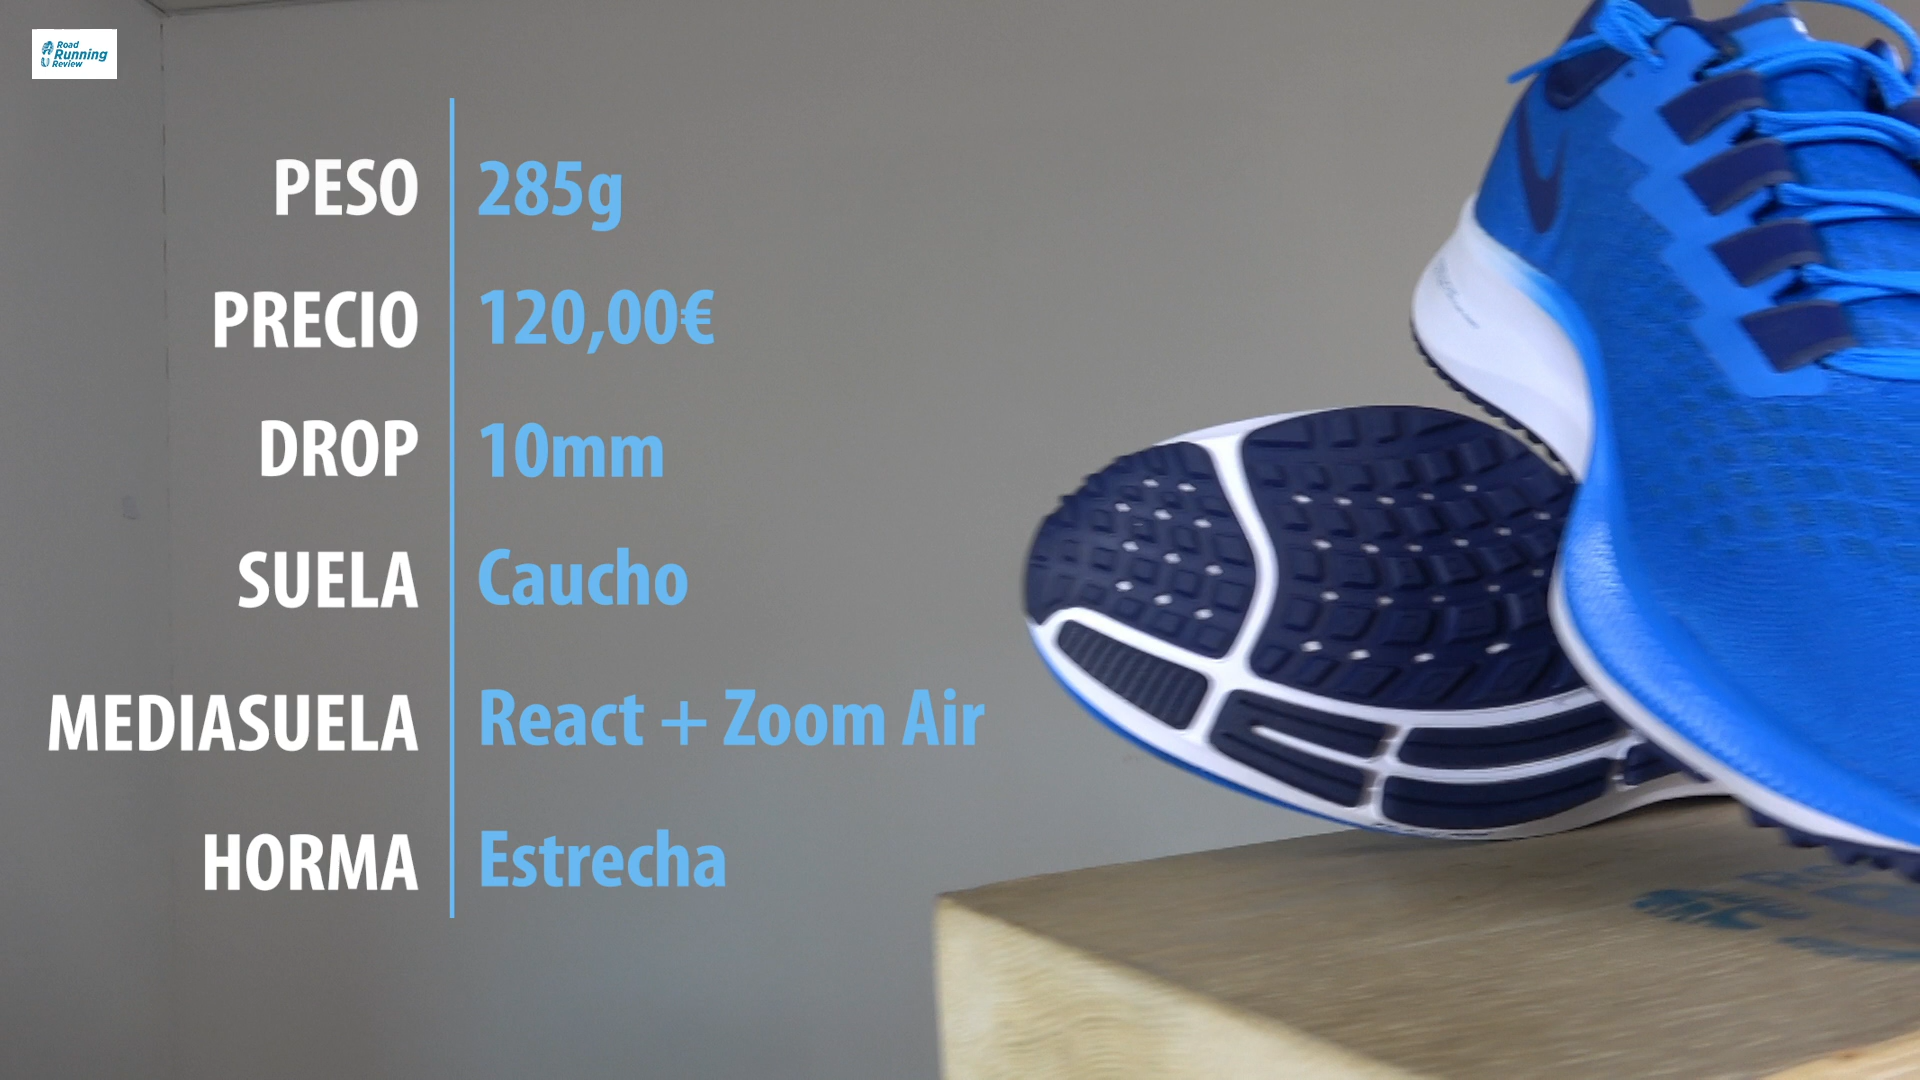 Road
Running
Review
PESO 285g
PRECIO 120,00€
DROP 10mm
SUELA Caucho
MEDIASUELA React + Zoom Air
HORMA Estrecha